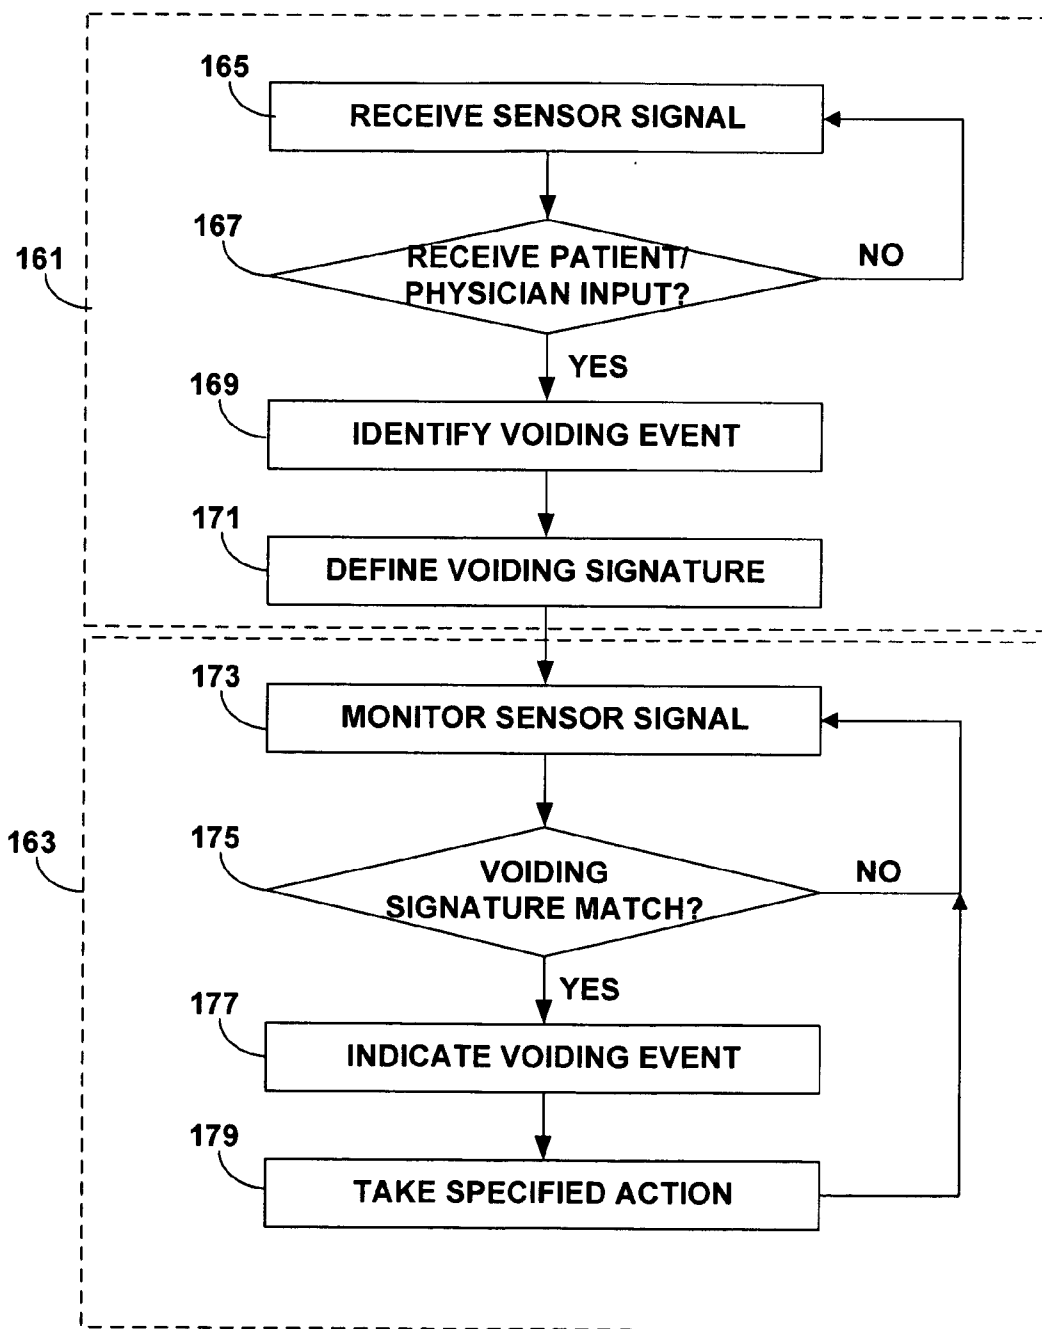 165
RECEIVE SENSOR SIGNAL
167
RECEIVE PATIENT/
PHYSICIAN INPUT?
NO
161
YES
169
IDENTIFY VOIDING EVENT
171
DEFINE VOIDING SIGNATURE
173
MONITOR SENSOR SIGNAL
163
175
VOIDING
SIGNATURE MATCH?
NO
YES
177
INDICATE VOIDING EVENT
179
TAKE SPECIFIED ACTION